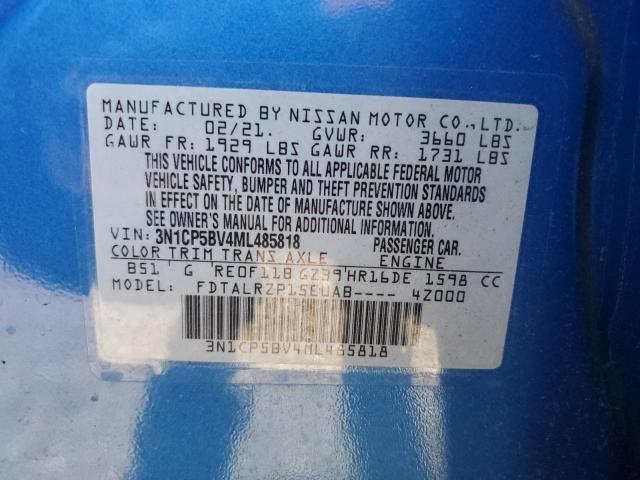 MANUFACTURED BY NISSAN MOTOR CO.,LTD.
DATE: 02/21. GVWR: 3660 LBS
GAWR FR: 1929 LBS GAWR RR: 1731 LBS
THIS VEHICLE CONFORMS TO ALL APPLICABLE FEDERAL MOTOR
VEHICLE SAFETY, BUMPER AND THEFT PREVENTION STANDARDS
IN EFFECT ON THE DATE OF MANUFACTURE SHOWN ABOVE.
SEE OWNER'S MANUAL FOR ADDITIONAL INFORMATION
VIN: 3N1CP5BV4ML485818 PASSENGER CAR.
COLOR TRIM TRANS AXLE ENGINE
B51 G RE0F11B GZ39 HR16DE 1598 CC
MODEL: FDTALRZP15EUAB---- 4Z000
3N1CP5BV4ML485818